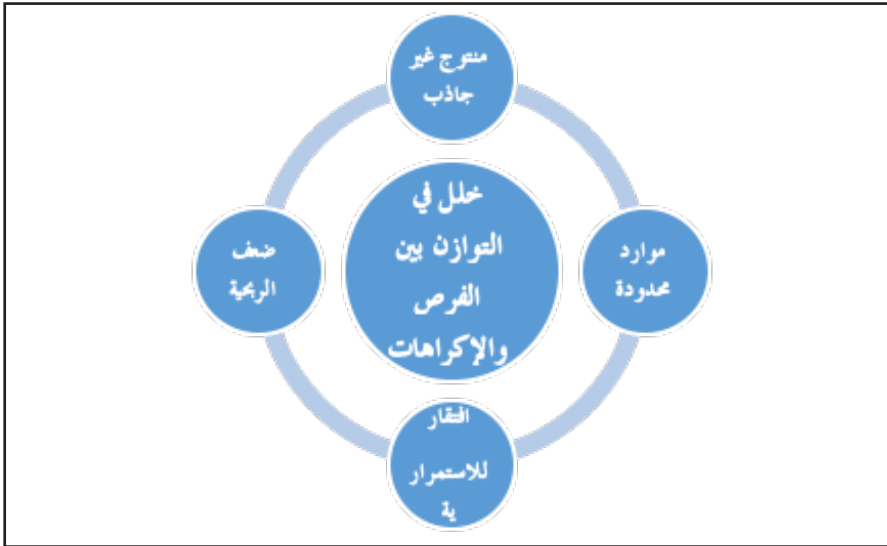 منتوج غير
جاذب
خلل في
التوازن بين
الفرص
والإكراهات
موارد
محدودة
افتقار
للاستمرار
ية
ضعف
الربحية